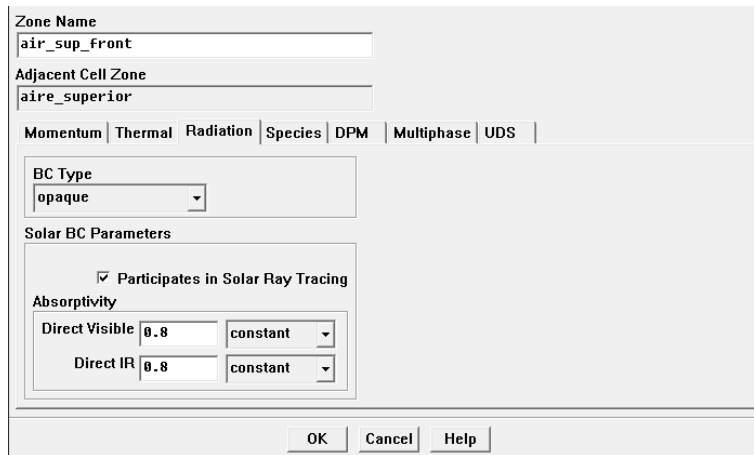 Zone Name
air_sup_front
Adjacent Cell Zone
aire_superior
Momentum Thermal Radiation Species DPM Multiphase UDS
BC Type
opaque
Solar BC Parameters
Participates in Solar Ray Tracing
Absorptivity
Direct Visible 0.8 constant
Direct IR 0.8 constant
OK Cancel Help